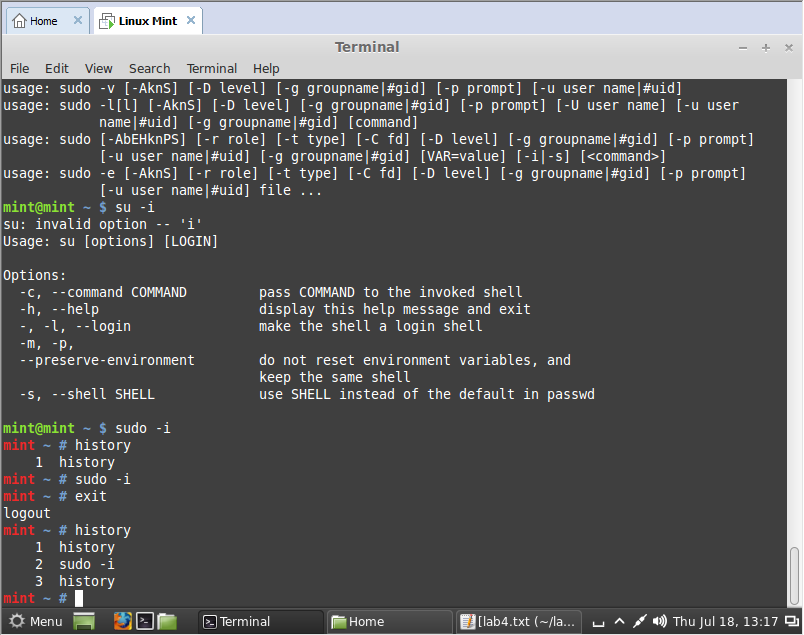 Home
Linux Mint
Terminal
File Edit View Search Terminal Help
usage: sudo -v [-AknS] [-D level] [-g groupname|#gid] [-p prompt] [-u user name|#uid]
usage: sudo -l[l] [-AknS] [-D level] [-g groupname|#gid] [-p prompt] [-U user name] [-u user
name|#uid] [-g groupname|#gid] [command]
usage: sudo [-AbEHknPS] [-r role] [-t type] [-C fd] [-D level] [-g groupname|#gid] [-p prompt]
[-u user name|#uid] [-g groupname|#gid] [VAR=value] [-i|-s] [<command>]
usage: sudo -e [-AknS] [-r role] [-t type] [-C fd] [-D level] [-g groupname|#gid] [-p prompt]
[-u user name|#uid] file ...
mint@mint ~ $ su -i
su: invalid option -- 'i'
Usage: su [options] [LOGIN]
Options:
-c, --command COMMAND pass COMMAND to the invoked shell
-h, --help display this help message and exit
-, -l, --login make the shell a login shell
-m, -p,
--preserve-environment do not reset environment variables, and
keep the same shell
-s, --shell SHELL use SHELL instead of the default in passwd
mint@mint ~ $ sudo -i
mint ~ # history
1 history
mint ~ # sudo -i
mint ~ # exit
logout
mint ~ # history
1 history
2 sudo -i
3 history
mint ~ #
Menu Terminal Home [lab4.txt (~/la... Thu Jul 18, 13:17